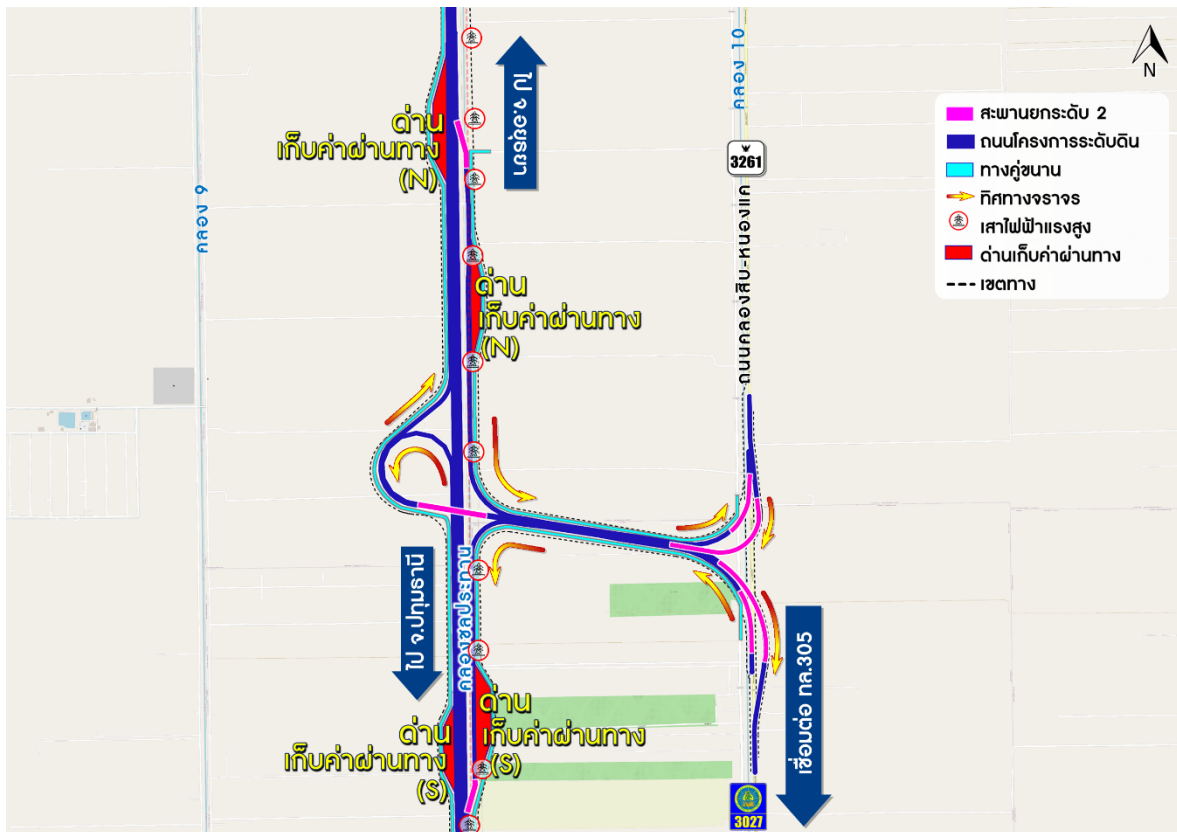 คลอง 9
ด่าน
เก็บค่าผ่านทาง
(N)
ไป จ.อยุธยา
คลอง 10
3261
ถนนคลองสิบ-หนองแค
N
สะพานยกระดับ 2
ถนนโครงการระดับดิน
ทางคู่ขนาน
ทิศทางจราจร
เสาไฟฟ้าแรงสูง
ด่านเก็บค่าผ่านทาง
เขตทาง
ด่าน
เก็บค่าผ่านทาง
(N)
ไป จ.ปทุมธานี
คลองชลประทาน
ด่าน
เก็บค่าผ่านทาง
(S)
ด่าน
เก็บค่าผ่านทาง
(S)
เชื่อมต่อ ทล.305
3027